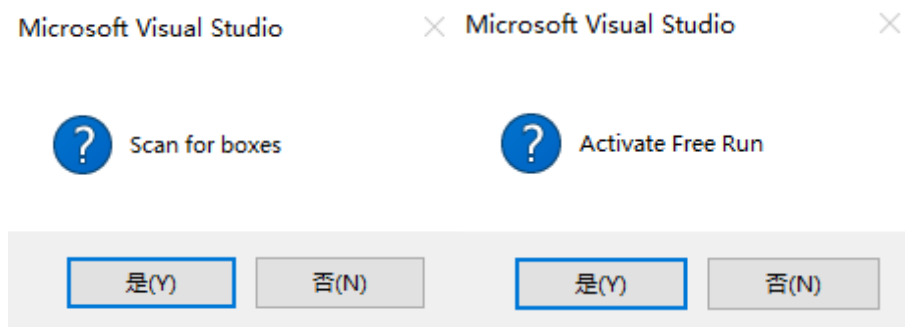 Microsoft Visual Studio
Scan for boxes
是(Y) 否(N)
Microsoft Visual Studio
Activate Free Run
是(Y) 否(N)